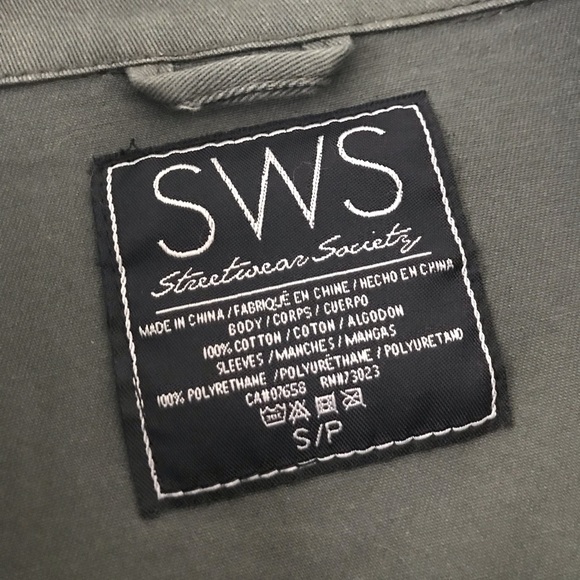 SWS
Streetwear Society
MADE IN CHINA / FABRIQUÉ EN CHINE / HECHO EN CHINA
BODY / CORPS / CUERPO
100% COTTON / COTON / ALGODON
SLEEVES / MANCHES / MANGAS
100% POLYRETHANE / POLYURÉTHANE / POLYURETANO
CA#07658 RN#73023
S/P